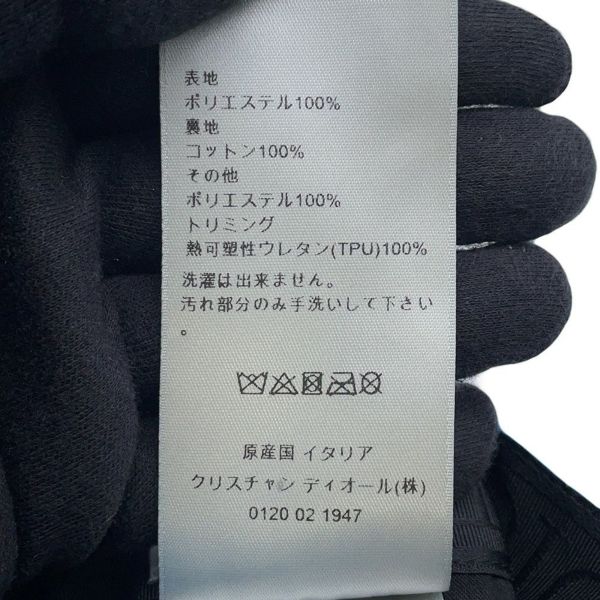 表地
ポリエステル100%
裏地
コットン100%
その他
ポリエステル100%
トリミング
熱可塑性ウレタン(TPU)100%
洗濯は出来ません。
汚れ部分のみ手洗いして下さい
。
原産国 イタリア
クリスチャン ディオール(株)
0120 02 1947